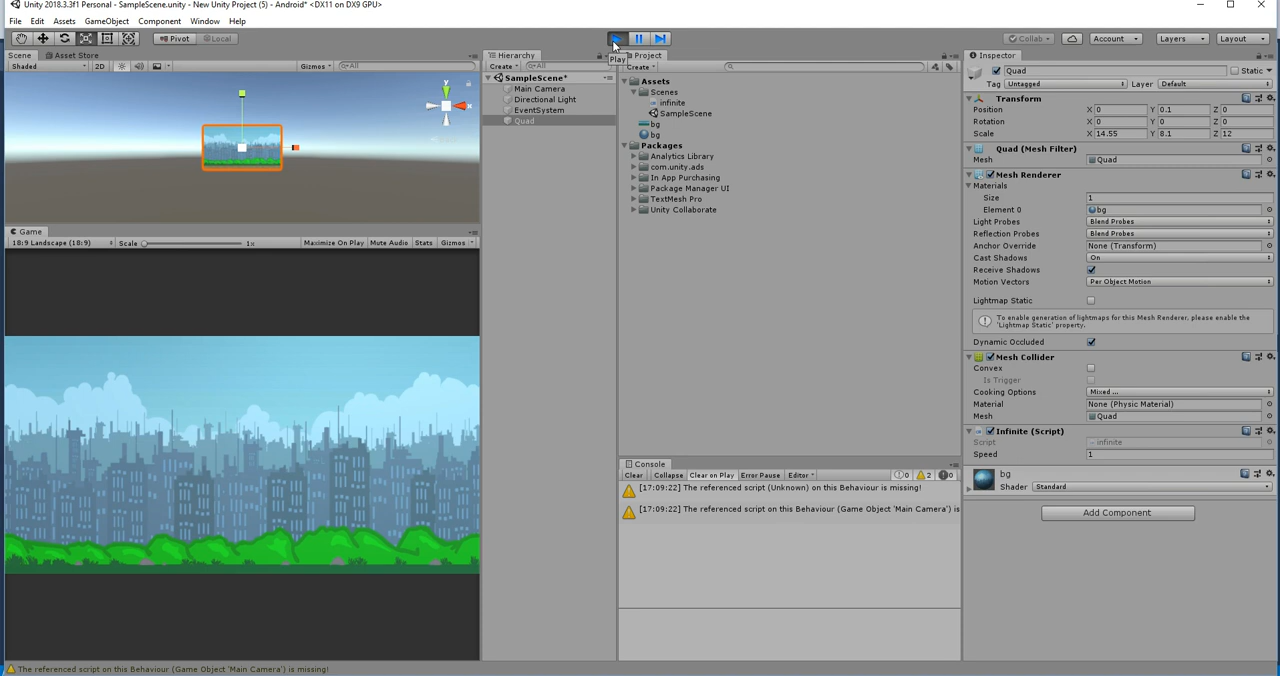 Unity 2018.3.3f1 Personal - SampleScene.unity - New Unity Project (5) - Android* <DX11 on DX9 GPU>
File Edit Assets GameObject Component Window Help
Pivot Local
Play
Collab Account Layers Layout
Scene Asset Store
Shaded 2D Gizmos All
y
x
Game
18:9 Landscape (18:9) Scale 1x Maximize On Play Mute Audio Stats Gizmos
Hierarchy
Create All
SampleScene*
Main Camera
Directional Light
EventSystem
Quad
Project
Create
Assets
Scenes
infinite
SampleScene
bg
bg
Packages
Analytics Library
com.unity.ads
In App Purchasing
Package Manager UI
TextMesh Pro
Unity Collaborate
Console
Clear Collapse Clear on Play Error Pause Editor 0 2 0
[17:09:22] The referenced script (Unknown) on this Behaviour is missing!
[17:09:22] The referenced script on this Behaviour (Game Object 'Main Camera') is
Inspector
Quad Static
Tag Untagged Layer Default
Transform
Position X 0 Y 0.1 Z 0
Rotation X 0 Y 0 Z 0
Scale X 14.55 Y 8.1 Z 12
Quad (Mesh Filter)
Mesh Quad
Mesh Renderer
Materials
Size 1
Element 0 bg
Light Probes Blend Probes
Reflection Probes Blend Probes
Anchor Override None (Transform)
Cast Shadows On
Receive Shadows
Motion Vectors Per Object Motion
Lightmap Static
To enable generation of lightmaps for this Mesh Renderer, please enable the
'Lightmap Static' property.
Dynamic Occluded
Mesh Collider
Convex
Is Trigger
Cooking Options Mixed ...
Material None (Physic Material)
Mesh Quad
Infinite (Script)
Script infinite
Speed 1
bg
Shader Standard
Add Component
The referenced script on this Behaviour (Game Object 'Main Camera') is missing!